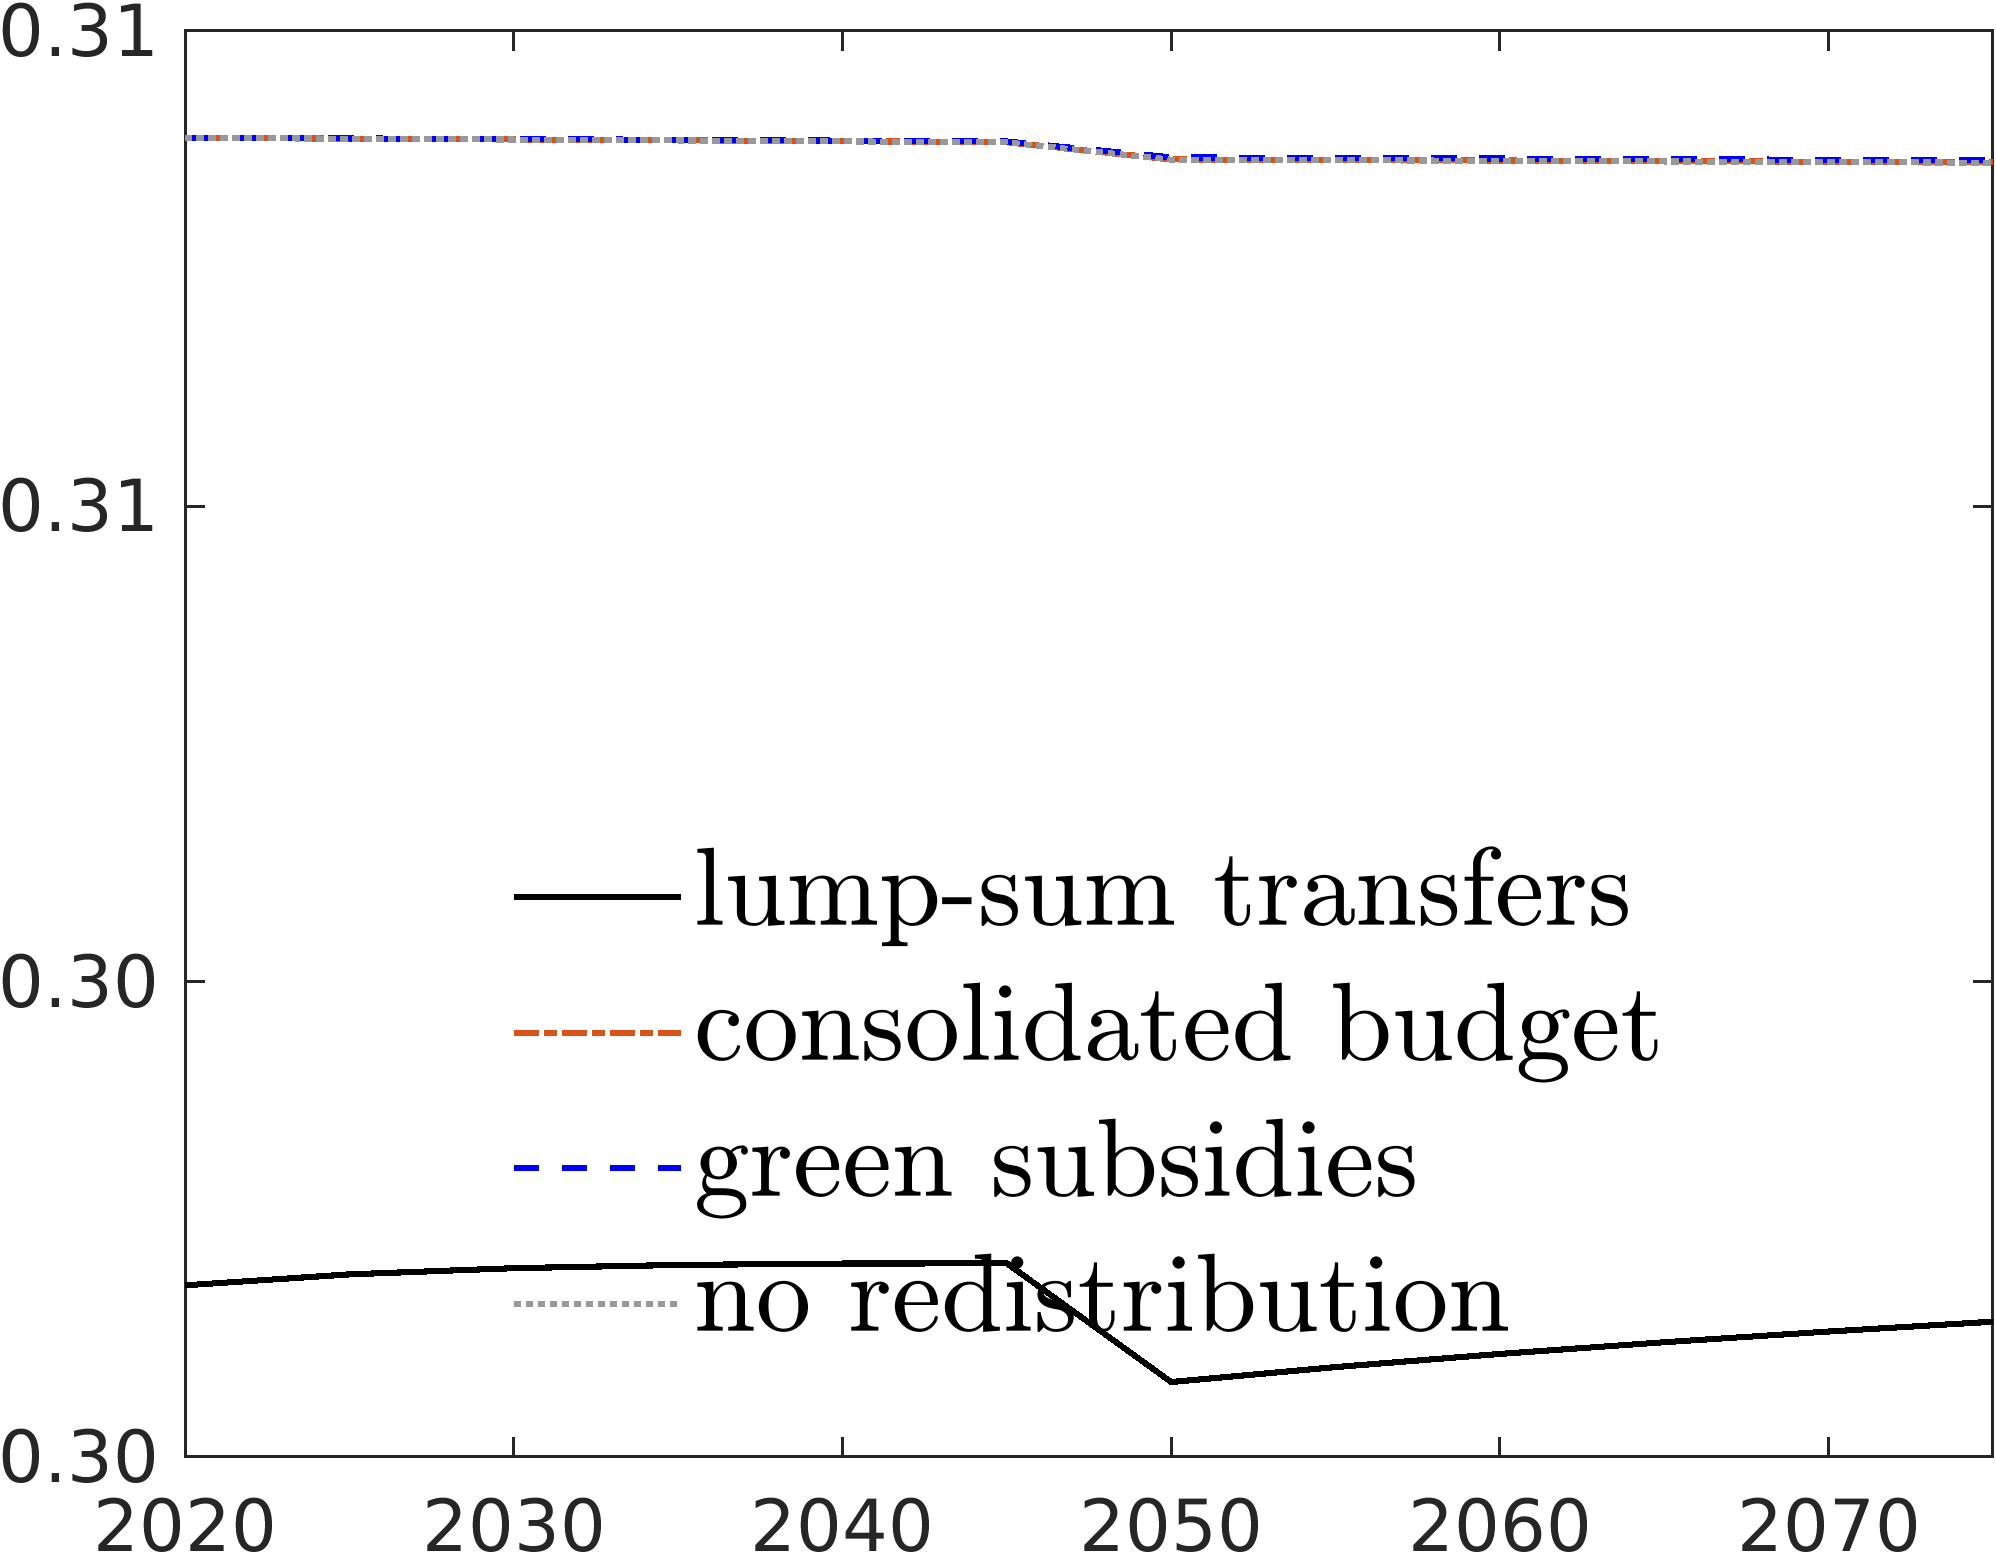 0.31
0.31
0.30
0.30
lump-sum transfers
consolidated budget
green subsidies
no redistribution
2020 2030 2040 2050 2060 2070